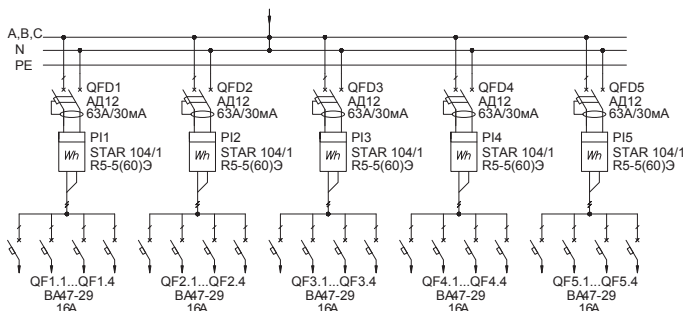 A,B,C
N
PE
QFD1
АД12
63А/30мА
QFD2
АД12
63А/30мА
QFD3
АД12
63А/30мА
QFD4
АД12
63А/30мА
QFD5
АД12
63А/30мА
PI1
STAR 104/1
R5-5(60)Э
PI2
STAR 104/1
R5-5(60)Э
PI3
STAR 104/1
R5-5(60)Э
PI4
STAR 104/1
R5-5(60)Э
PI5
STAR 104/1
R5-5(60)Э
Wh
Wh
Wh
Wh
Wh
QF1.1...QF1.4
ВА47-29
16А
QF2.1...QF2.4
ВА47-29
16А
QF3.1...QF3.4
ВА47-29
16А
QF4.1...QF4.4
ВА47-29
16А
QF5.1...QF5.4
ВА47-29
16А